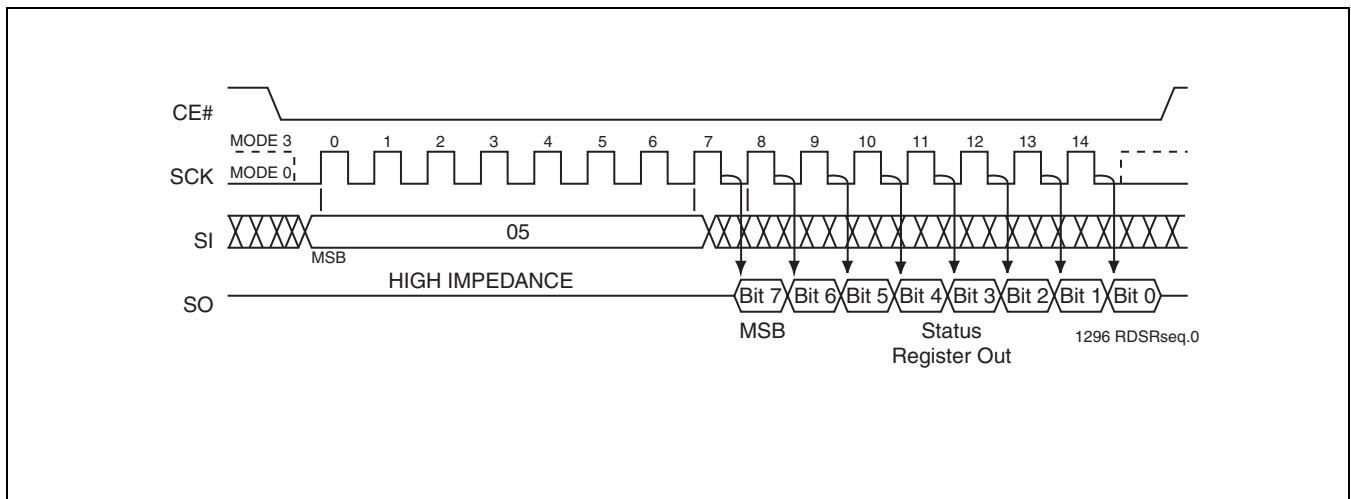 CE#
MODE 3
0 1 2 3 4 5 6 7 8 9 10 11 12 13 14
SCK
MODE 0
SI
05
MSB
HIGH IMPEDANCE
SO
Bit 7 Bit 6 Bit 5 Bit 4 Bit 3 Bit 2 Bit 1 Bit 0
MSB
Status
Register Out
1296 RDSRseq.0